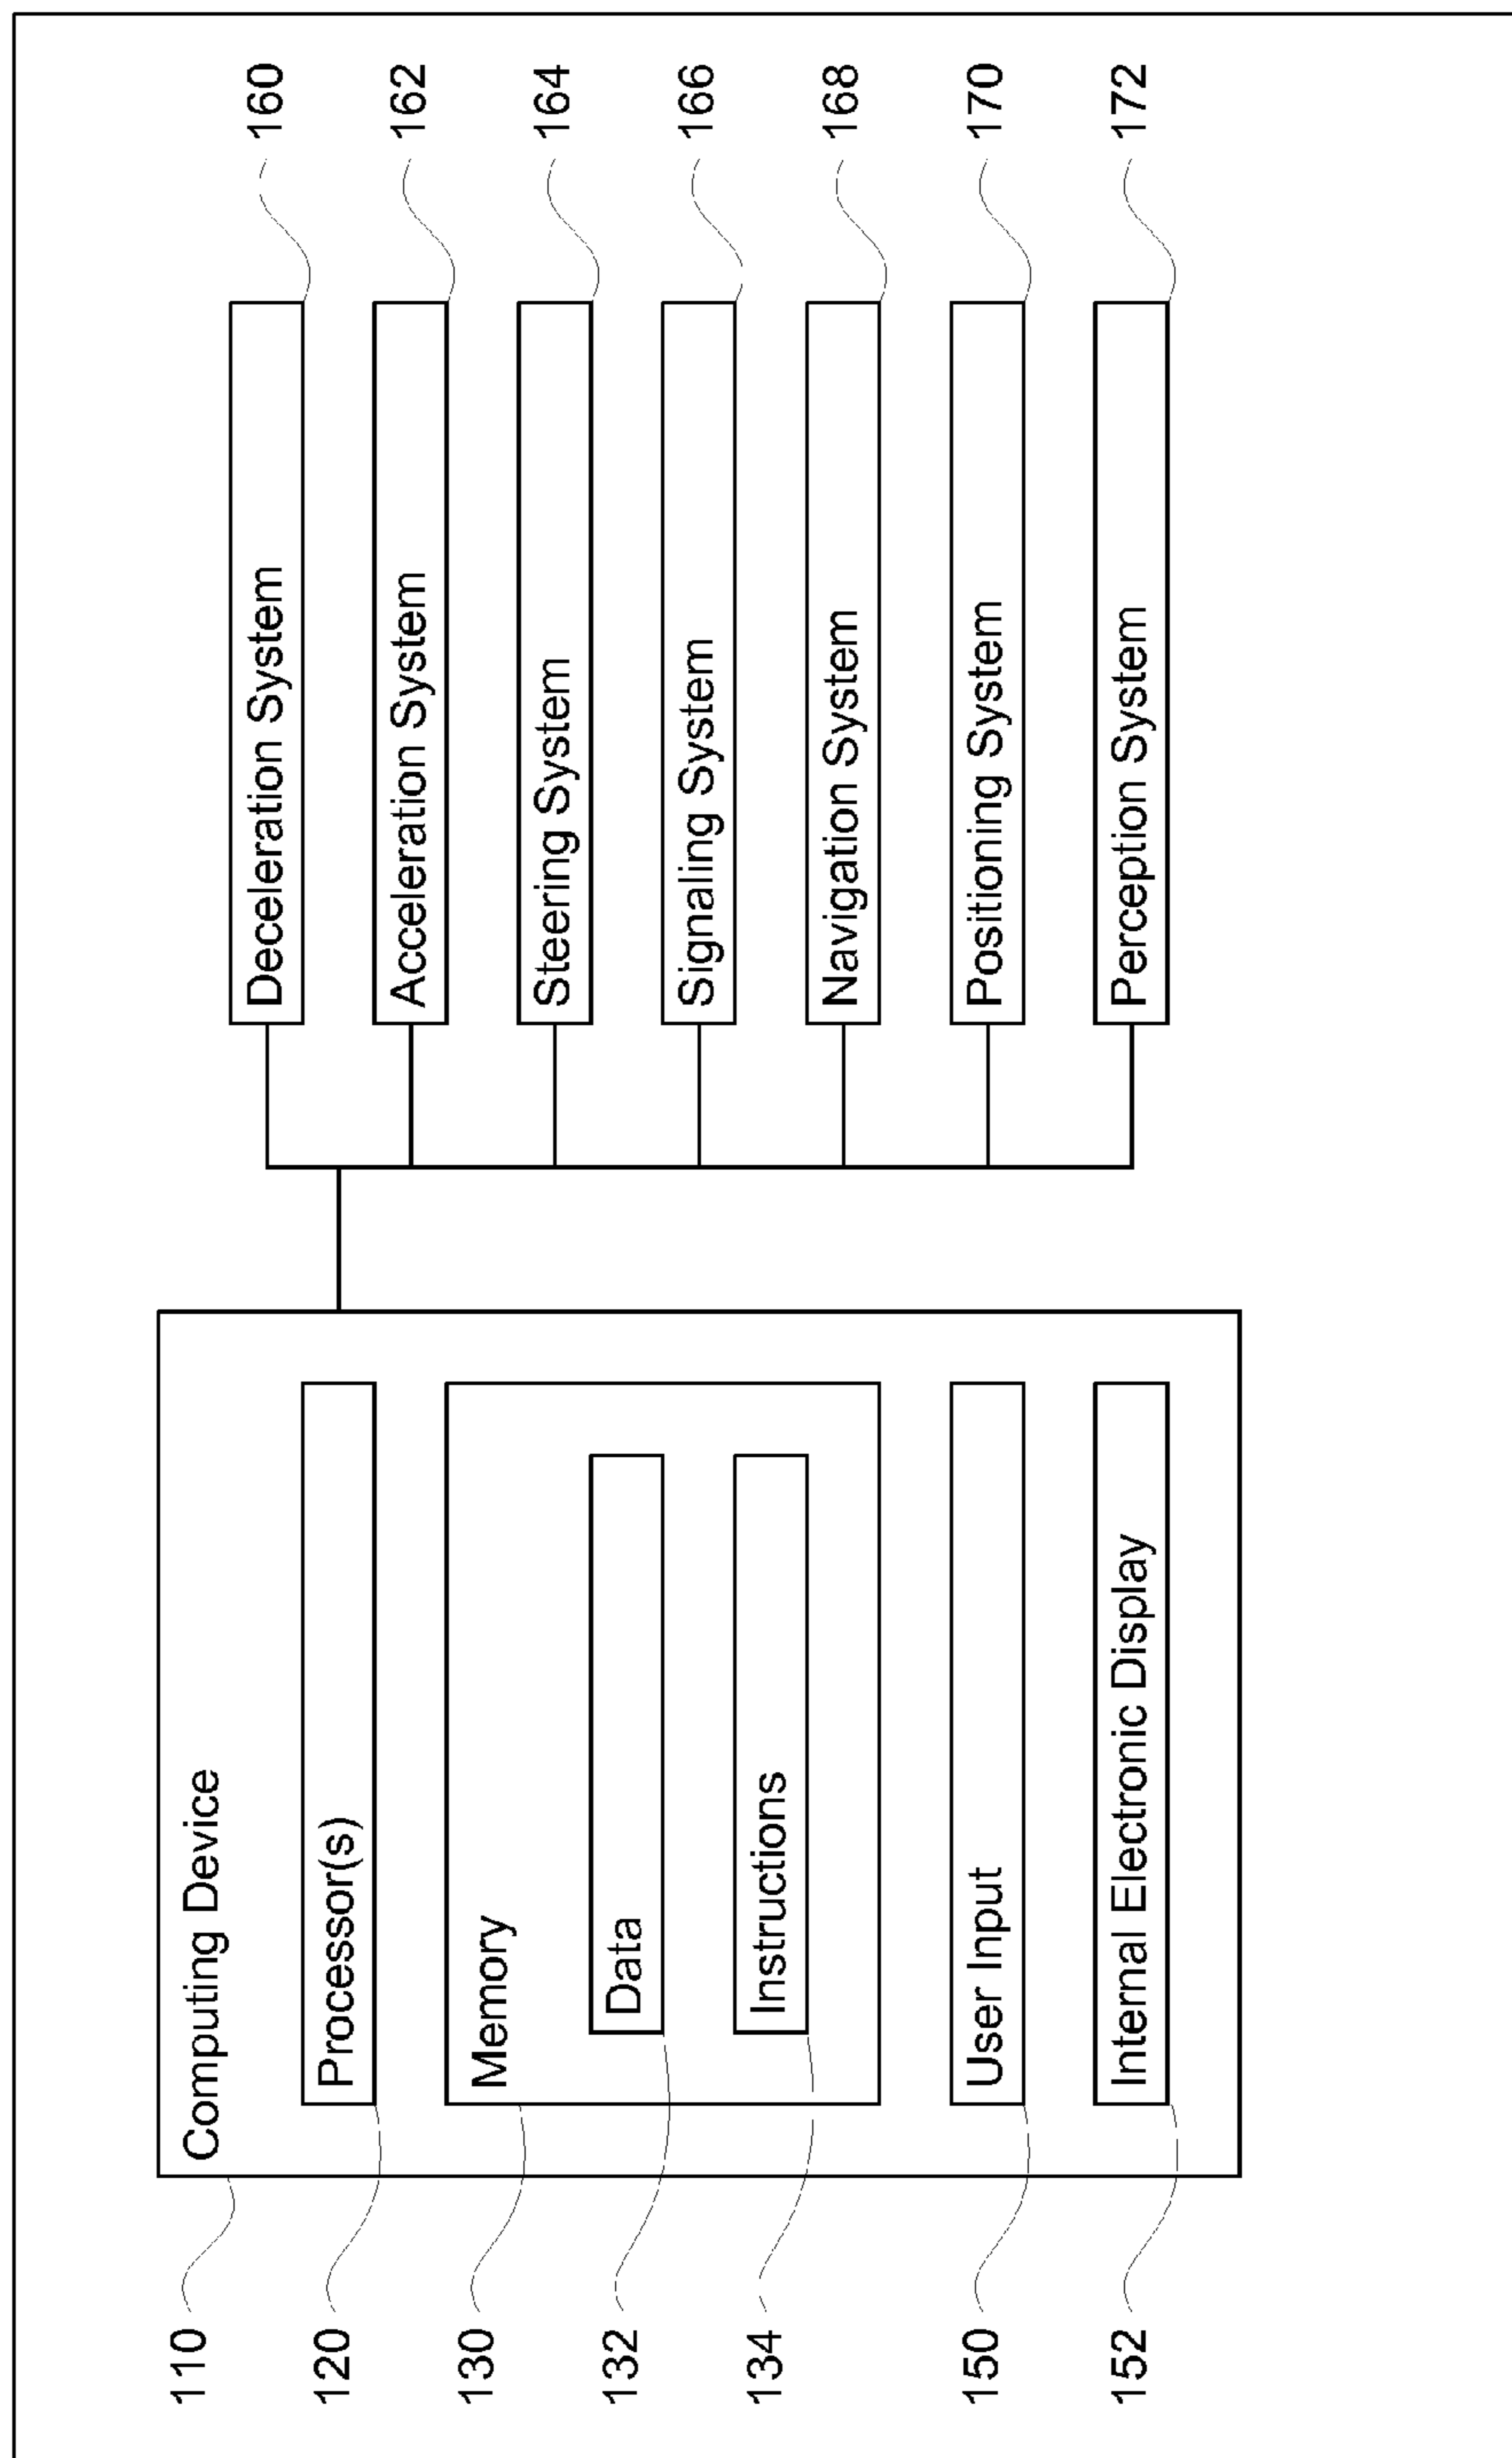 110
Computing Device
120
Processor(s)
130
Memory
132
Data
134
Instructions
150
User Input
152
Internal Electronic Display
Deceleration System
160
Acceleration System
162
Steering System
164
Signaling System
166
Navigation System
168
Positioning System
170
Perception System
172